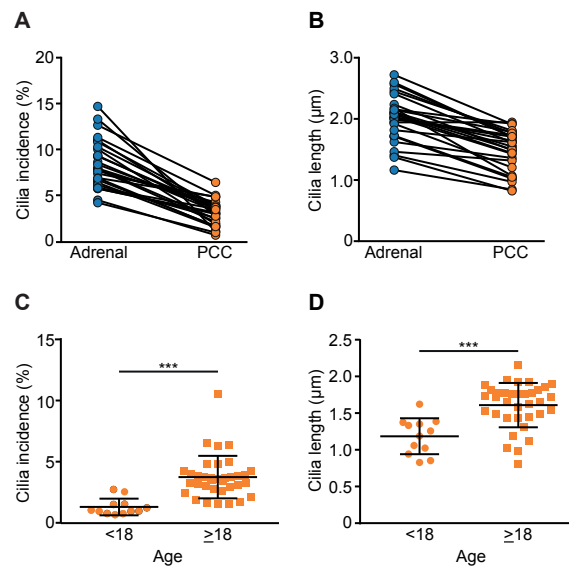 A
Cilia incidence (%)
20
15
10
5
0
Adrenal
PCC
B
Cilia length (μm)
3.0
2.0
1.0
0
Adrenal
PCC
C
Cilia incidence (%)
15
10
5
0
***
<18
≥18
Age
D
Cilia length (μm)
2.5
2.0
1.5
1.0
0.5
0
***
<18
≥18
Age